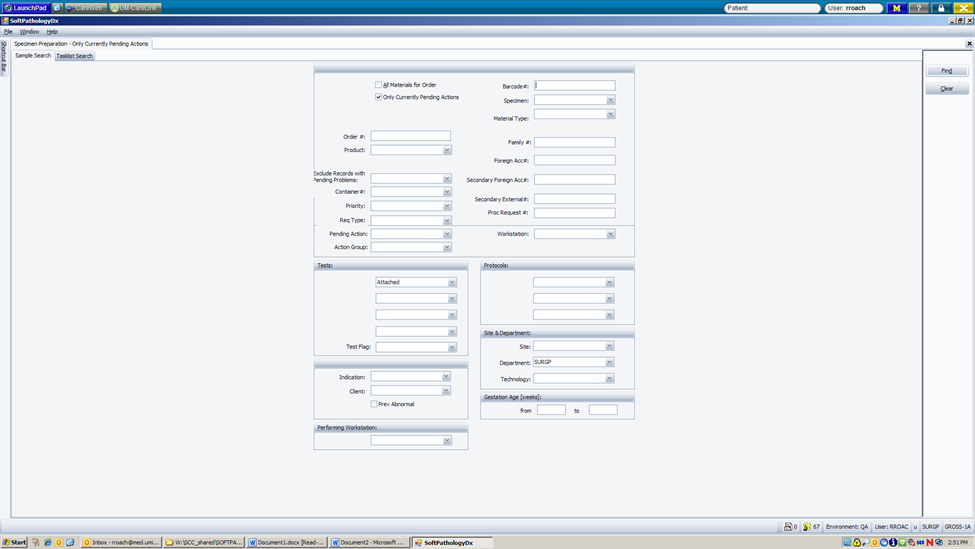 LaunchPad CareWeb UM-CareLink Patient: User: rroach M ?
SoftPathologyDx
File Window Help
Specimen Preparation - Only Currently Pending Actions
Shortcut Bar
Sample Search Tasklist Search
Find
Clear
All Materials for Order
Only Currently Pending Actions
Barcode#:
Specimen:
Material Type:
Order #:
Product:
Family #:
Foreign Acc#:
Exclude Records with
Pending Problems:
Secondary Foreign Acc#:
Container#:
Secondary External#:
Priority:
Proc Request #:
Req Type:
Pending Action:
Workstation:
Action Group:
Tests:
Attached
Test Flag:
Protocols:
Site & Department:
Site:
Department: SURGP
Technology:
Indication:
Client:
Prev Abnormal
Gestation Age [weeks]:
from to
Performing Workstation:
0 67 Environment: QA User: RROAC u SURGP GROSS-1A
Start Inbox - rroach@med.umi... W:\SCC_shared\SOFTPA... Document1.docx [Read-... Document2 - Microsoft ... SoftPathologyDx 2:51 PM